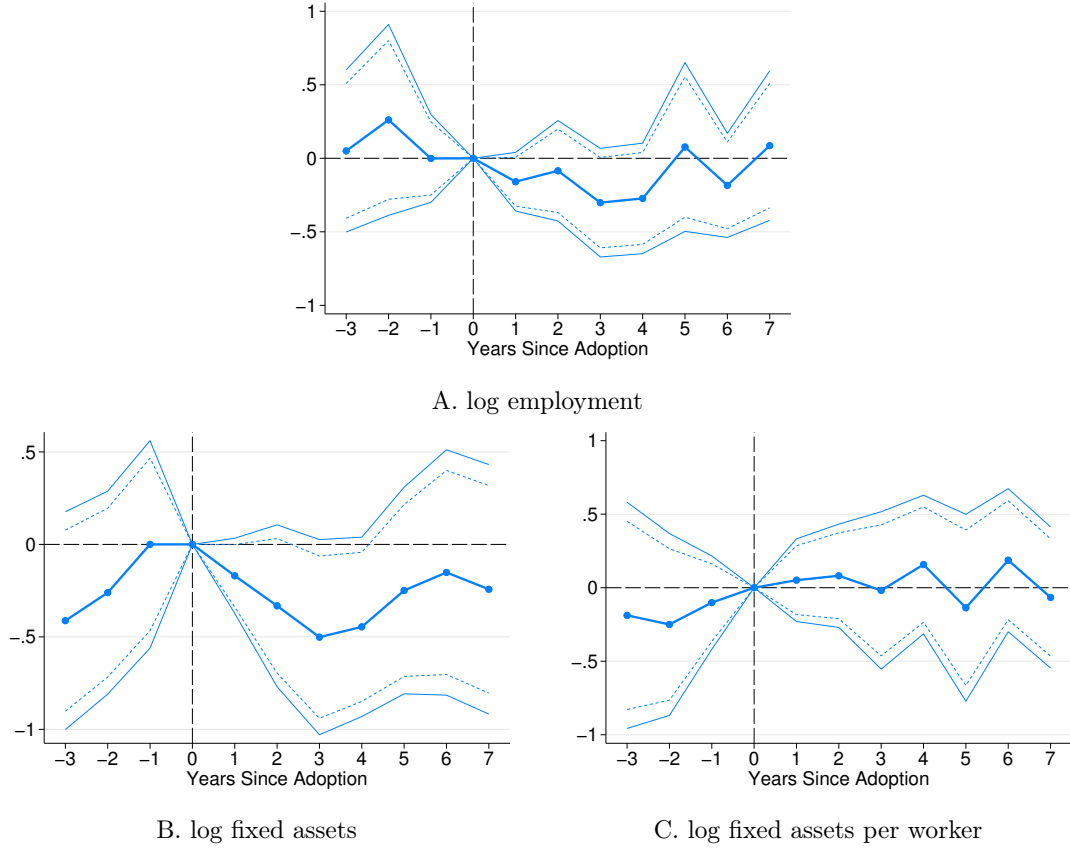 1
.5
0
−.5
−1
−3 −2 −1 0 1 2 3 4 5 6 7
Years Since Adoption
A. log employment
.5
0
−.5
−1
−3 −2 −1 0 1 2 3 4 5 6 7
Years Since Adoption
B. log fixed assets
1
.5
0
−.5
−1
−3 −2 −1 0 1 2 3 4 5 6 7
Years Since Adoption
C. log fixed assets per worker